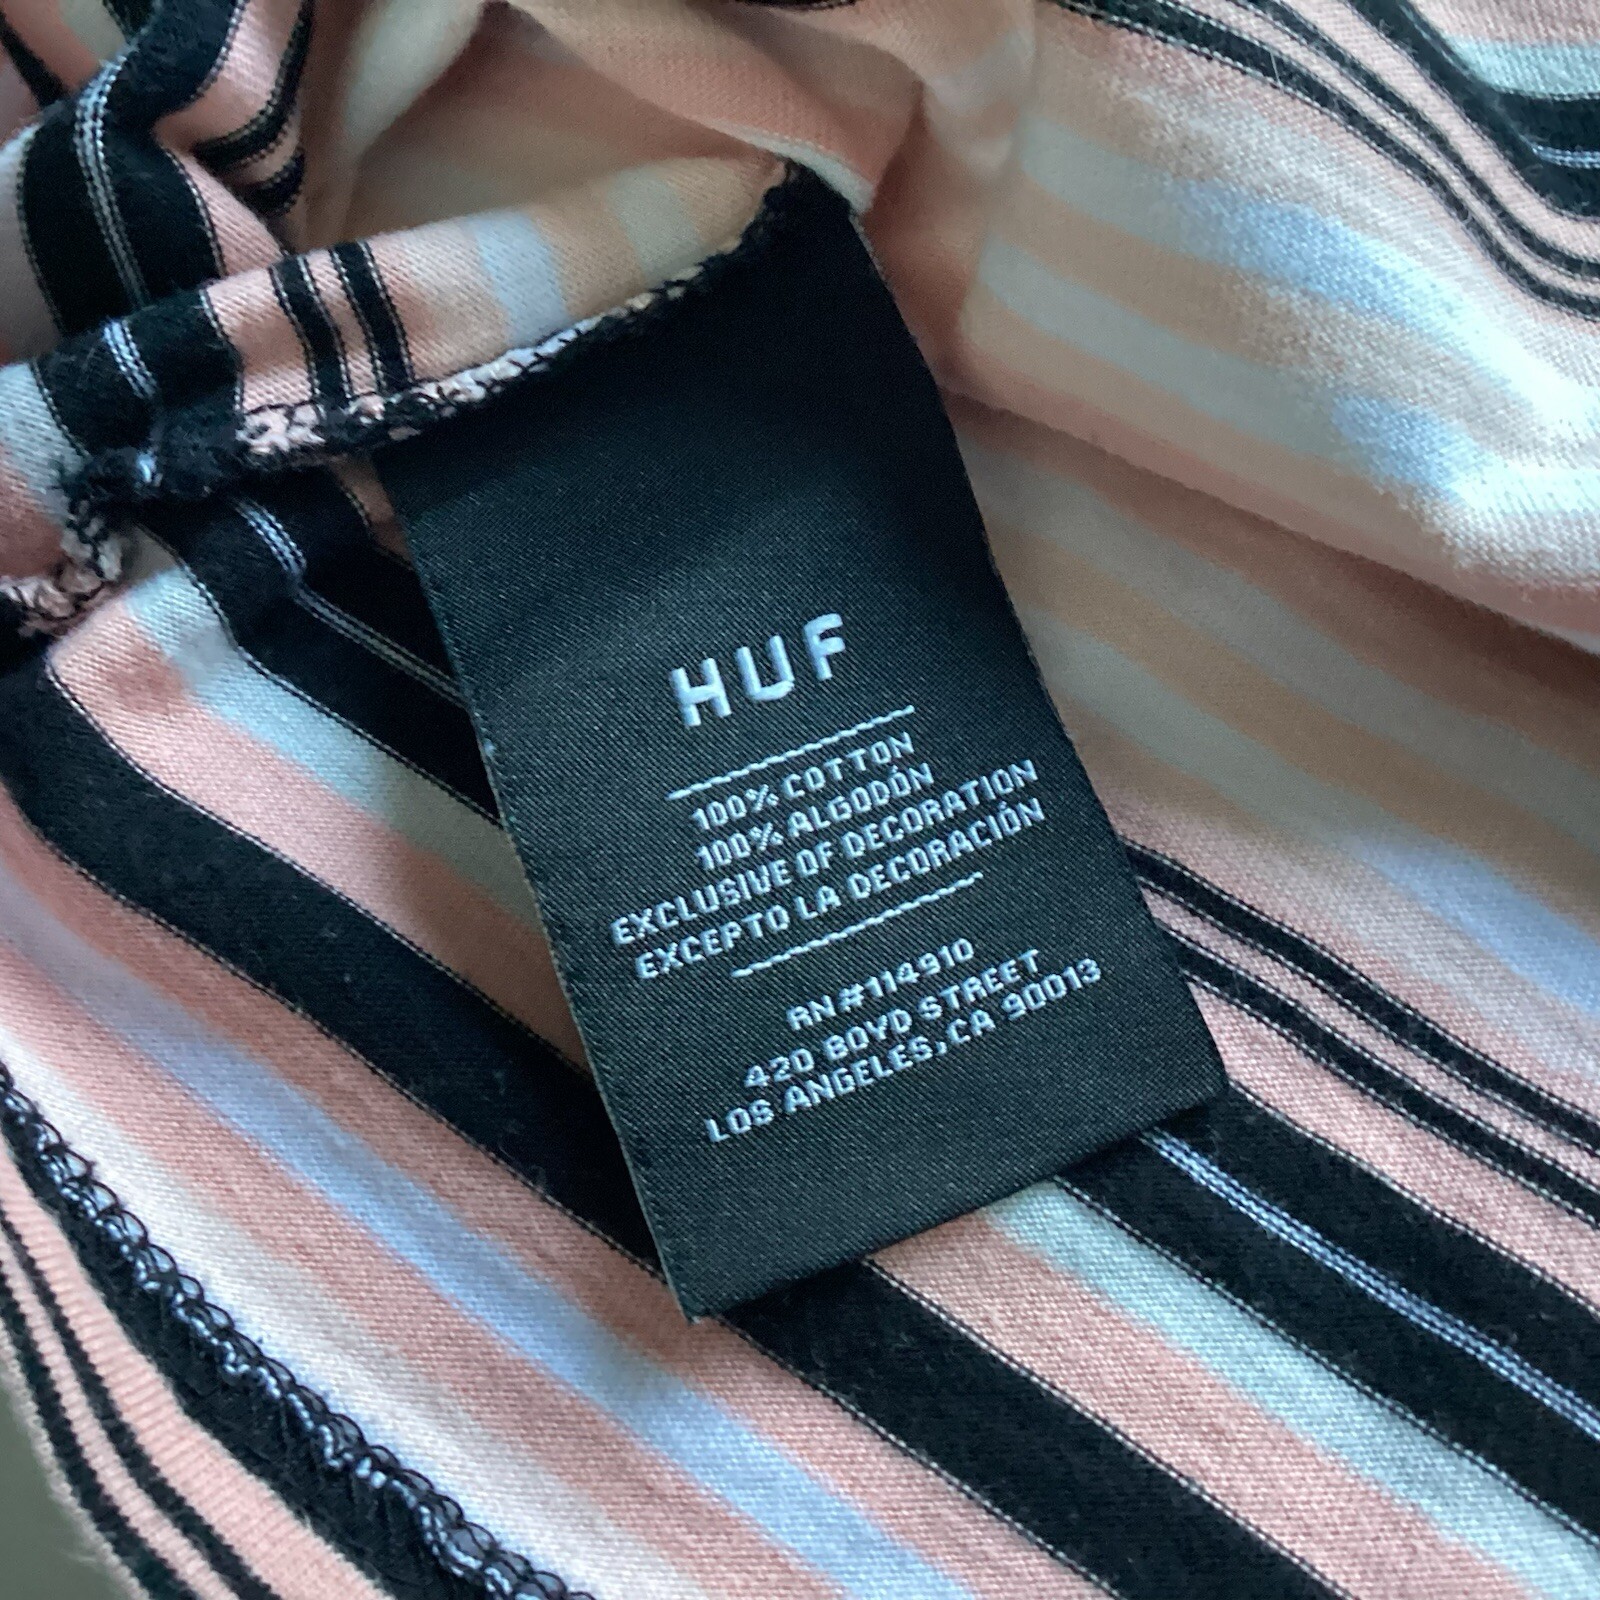 HUF
100% COTTON
100% ALGODÓN
EXCLUSIVE OF DECORATION
EXCEPTO LA DECORACIÓN
RN#114910
420 BOYD STREET
LOS ANGELES, CA 90013